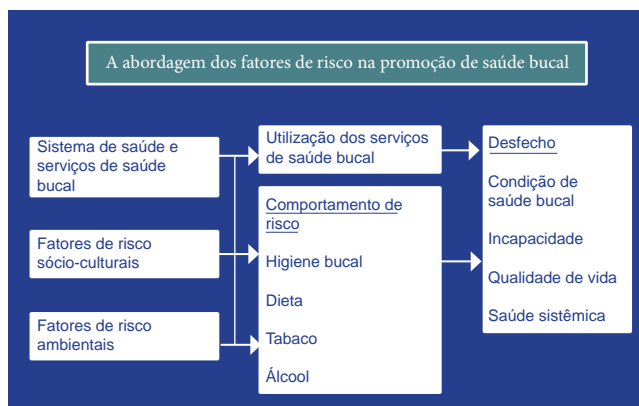 A abordagem dos fatores de risco na promoção de saúde bucal
Sistema de saúde e
serviços de saúde
bucal
Fatores de risco
sócio-culturais
Fatores de risco
ambientais
Utilização dos serviços
de saúde bucal
Comportamento de
risco
Higiene bucal
Dieta
Tabaco
Álcool
Desfecho
Condição de
saúde bucal
Incapacidade
Qualidade de vida
Saúde sistêmica